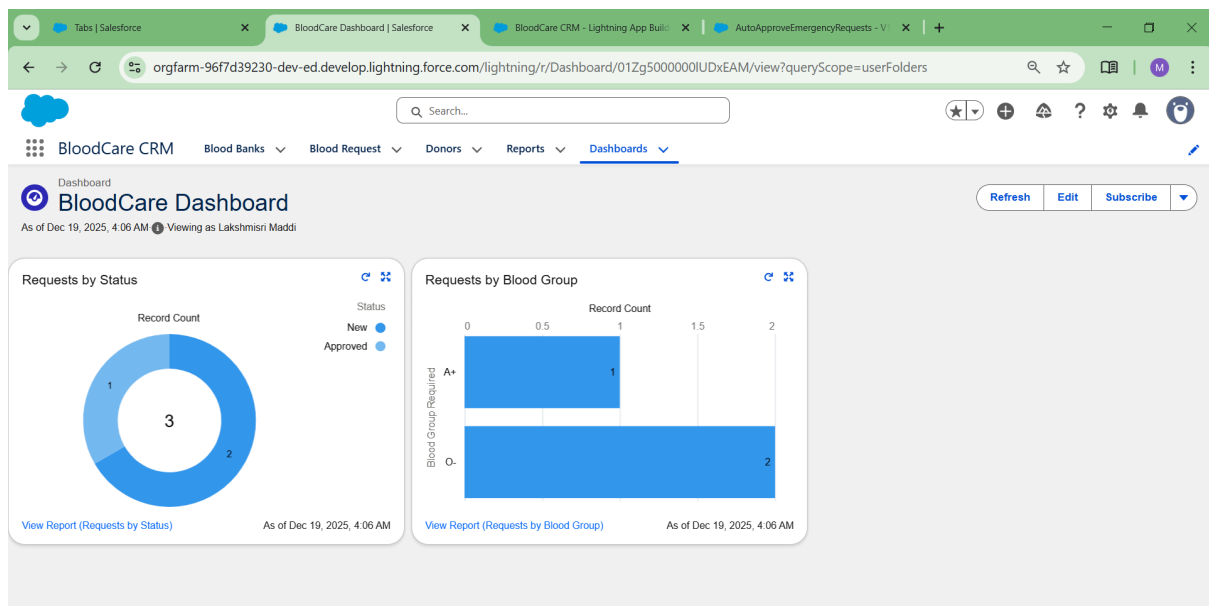 Tabs | Salesforce
BloodCare Dashboard | Salesforce
BloodCare CRM - Lightning App Build
AutoApproveEmergencyRequests - V
orgfarm-96f7d39230-dev-ed.develop.lightning.force.com/lightning/r/Dashboard/01Zg5000000lUDxEAM/view?queryScope=userFolders
M
Search...
BloodCare CRM
Blood Banks
Blood Request
Donors
Reports
Dashboards
Dashboard
BloodCare Dashboard
As of Dec 19, 2025, 4:06 AM Viewing as Lakshmisri Maddi
Refresh
Edit
Subscribe
Requests by Status
Record Count
Status
New
Approved
1
3
2
View Report (Requests by Status)
As of Dec 19, 2025, 4:06 AM
Requests by Blood Group
Record Count
0 0.5 1 1.5 2
Blood Group Required
A+
1
O-
2
View Report (Requests by Blood Group)
As of Dec 19, 2025, 4:06 AM